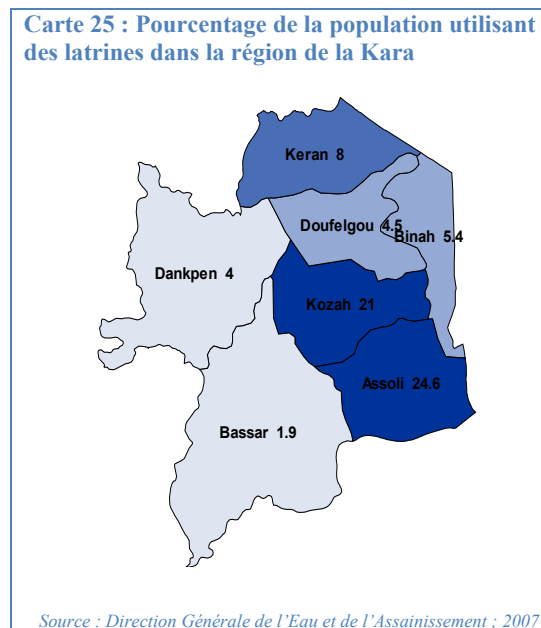 Carte 25 : Pourcentage de la population utilisant
des latrines dans la région de la Kara
Keran 8
Doufelgou 4.5
Binah 5.4
Dankpen 4
Kozah 21
Assoli 24.6
Bassar 1.9
Source : Direction Générale de l'Eau et de l'Assainissement ; 2007